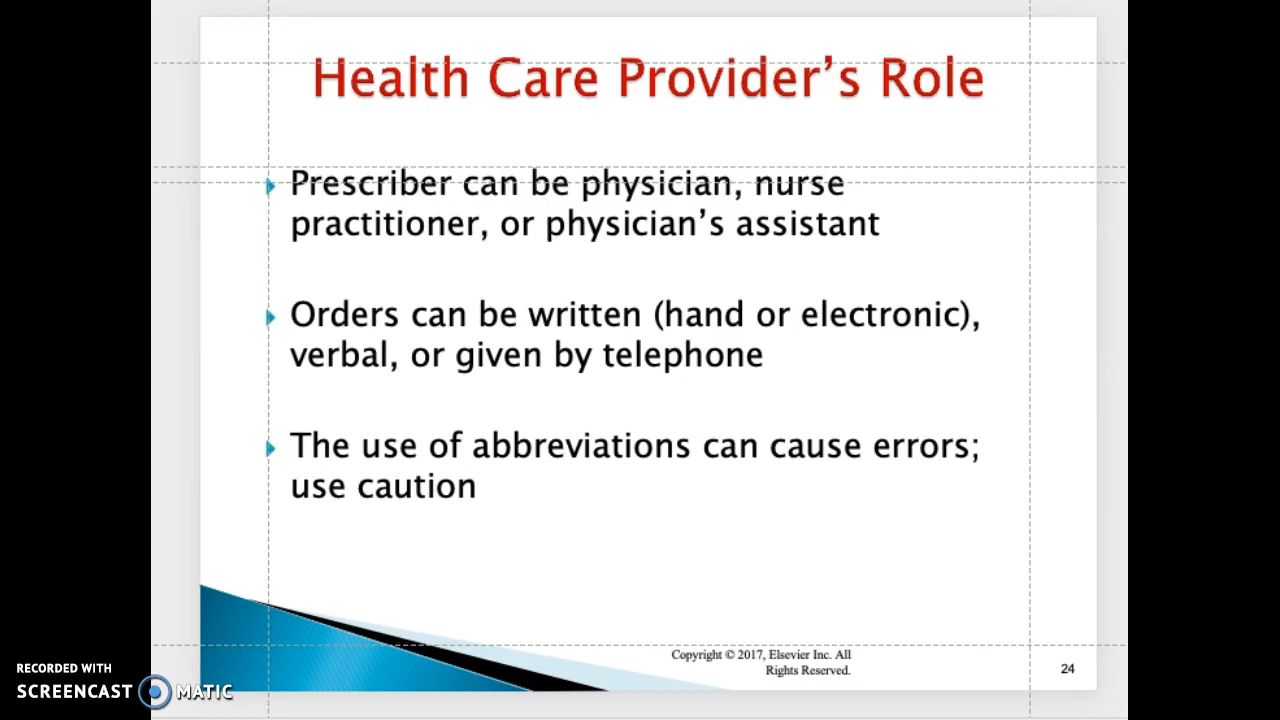 Health Care Provider’s Role
Prescriber can be physician, nurse
practitioner, or physician’s assistant
Orders can be written (hand or electronic),
verbal, or given by telephone
The use of abbreviations can cause errors;
use caution
Copyright © 2017, Elsevier Inc. All
Rights Reserved.
24
RECORDED WITH
SCREENCAST MATIC